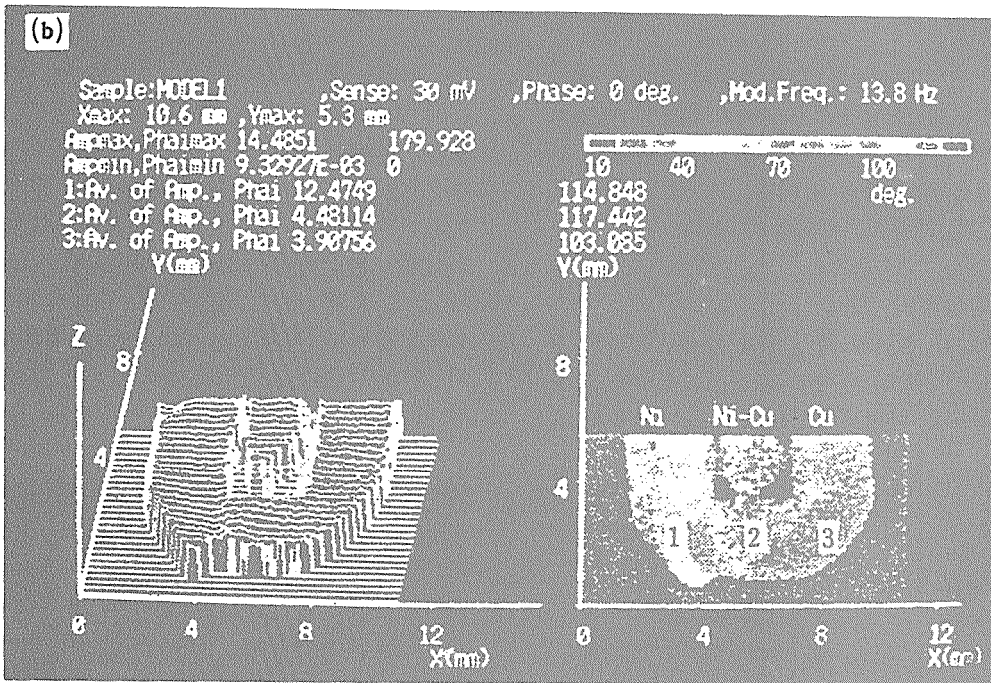 (b)
Sample:MODEL1 ,Sense: 30 mV ,Phase: 0 deg. ,Mod.Freq.: 13.8 Hz
Xmax: 10.6 mm ,Ymax: 5.3 mm
Ampmax,Phaimax 14.4851 179.928
Ampmin,Phaimin 9.32927E-03 0
10 40 70 100
deg.
1:Av. of Amp., Phai 12.4749 114.848
2:Av. of Amp., Phai 4.48114 117.442
3:Av. of Amp., Phai 3.90756 103.085
Y(mm) Y(mm)
Z
8 8
Ni Ni-Cu Cu
4 4
1 2 3
0 4 8 12 0 4 8 12
X(mm) X(mm)